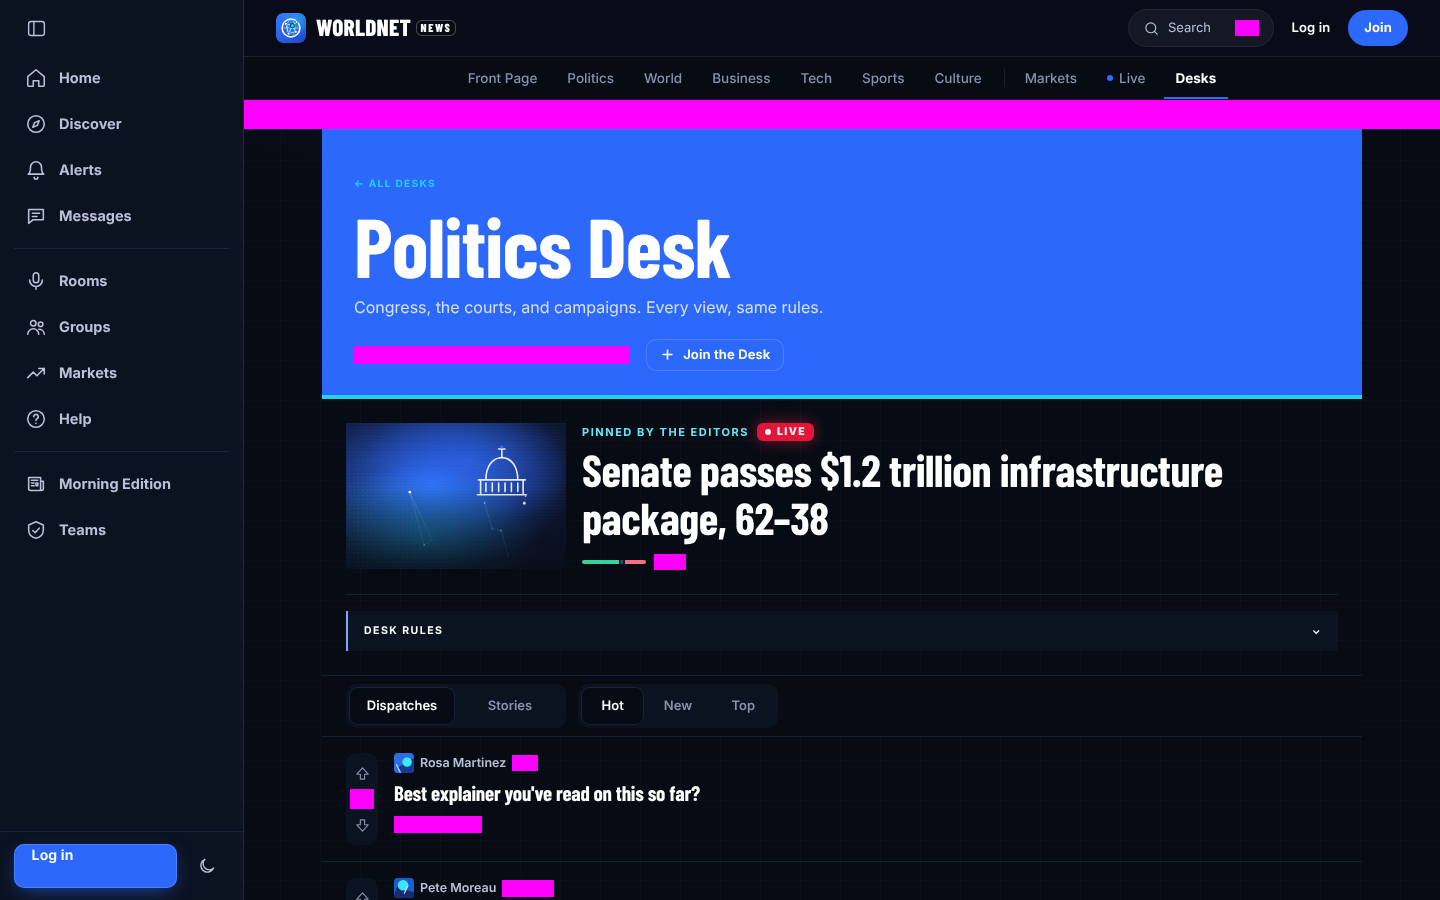 WORLDNET NEWS
Search
Log in
Join
Home
Discover
Alerts
Messages
Rooms
Groups
Markets
Help
Morning Edition
Teams
Log in
Front Page
Politics
World
Business
Tech
Sports
Culture
Markets
Live
Desks
← ALL DESKS
Politics Desk
Congress, the courts, and campaigns. Every view, same rules.
+ Join the Desk
PINNED BY THE EDITORS
LIVE
Senate passes $1.2 trillion infrastructure
package, 62–38
DESK RULES
Dispatches
Stories
Hot
New
Top
Rosa Martinez
Best explainer you've read on this so far?
Pete Moreau